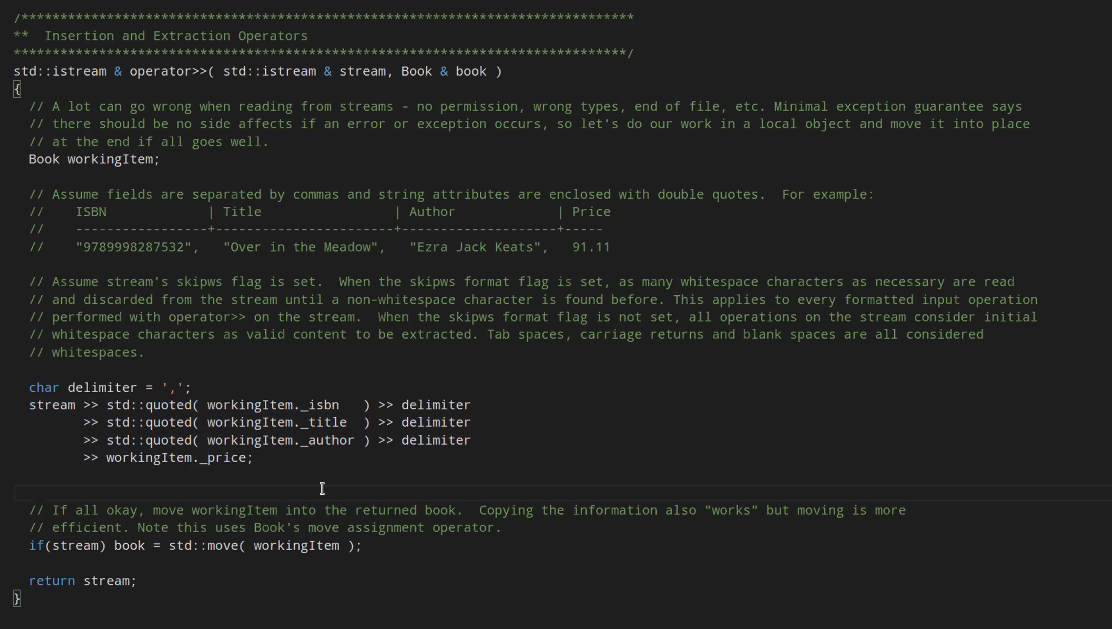 /*******************************************************************************
**  Insertion and Extraction Operators
*******************************************************************************/
std::istream & operator>>( std::istream & stream, Book & book )
{
  // A lot can go wrong when reading from streams - no permission, wrong types, end of file, etc. Minimal exception guarantee says
  // there should be no side affects if an error or exception occurs, so let's do our work in a local object and move it into place
  // at the end if all goes well.
  Book workingItem;

  // Assume fields are separated by commas and string attributes are enclosed with double quotes.  For example:
  //    ISBN             | Title                 | Author             | Price
  //    -----------------+-----------------------+--------------------+-----
  //    "9789998287532",   "Over in the Meadow",   "Ezra Jack Keats",   91.11

  // Assume stream's skipws flag is set.  When the skipws format flag is set, as many whitespace characters as necessary are read
  // and discarded from the stream until a non-whitespace character is found before. This applies to every formatted input operation
  // performed with operator>> on the stream.  When the skipws format flag is not set, all operations on the stream consider initial
  // whitespace characters as valid content to be extracted. Tab spaces, carriage returns and blank spaces are all considered
  // whitespaces.

  char delimiter = ',';
  stream >> std::quoted( workingItem._isbn   ) >> delimiter
         >> std::quoted( workingItem._title  ) >> delimiter
         >> std::quoted( workingItem._author ) >> delimiter
         >> workingItem._price;

  // If all okay, move workingItem into the returned book.  Copying the information also "works" but moving is more
  // efficient. Note this uses Book's move assignment operator.
  if(stream) book = std::move( workingItem );

  return stream;
}